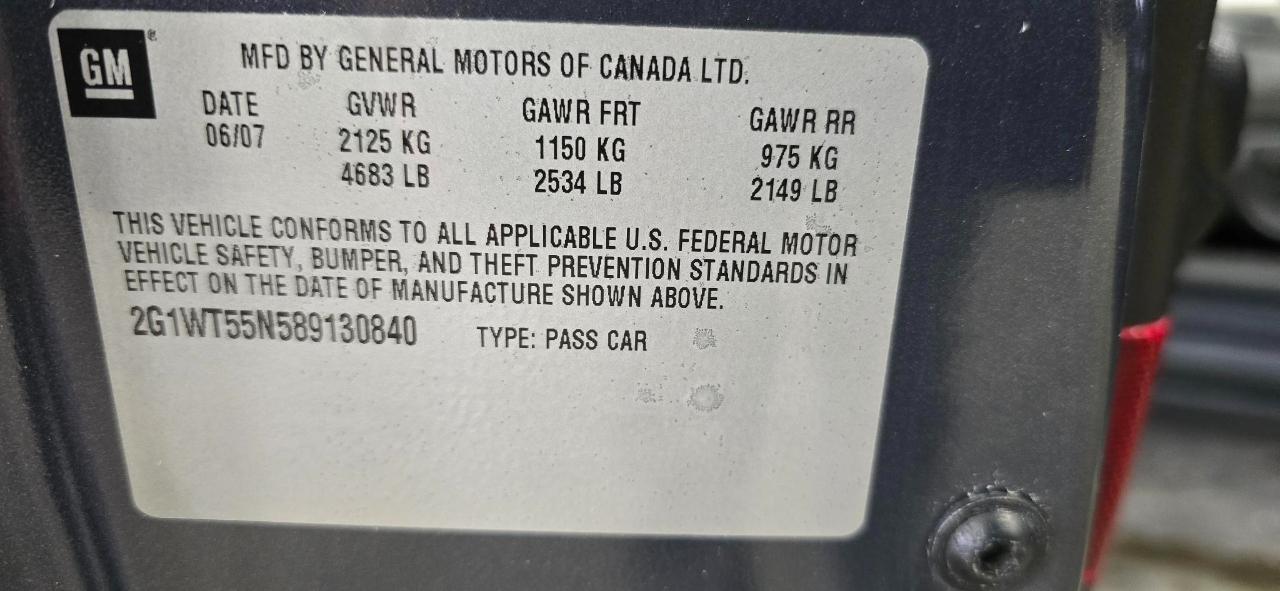 GM®
MFD BY GENERAL MOTORS OF CANADA LTD.
DATE GVWR GAWR FRT GAWR RR
06/07 2125 KG 1150 KG 975 KG
4683 LB 2534 LB 2149 LB
THIS VEHICLE CONFORMS TO ALL APPLICABLE U.S. FEDERAL MOTOR
VEHICLE SAFETY, BUMPER, AND THEFT PREVENTION STANDARDS IN
EFFECT ON THE DATE OF MANUFACTURE SHOWN ABOVE.
2G1WT55N589130840 TYPE: PASS CAR